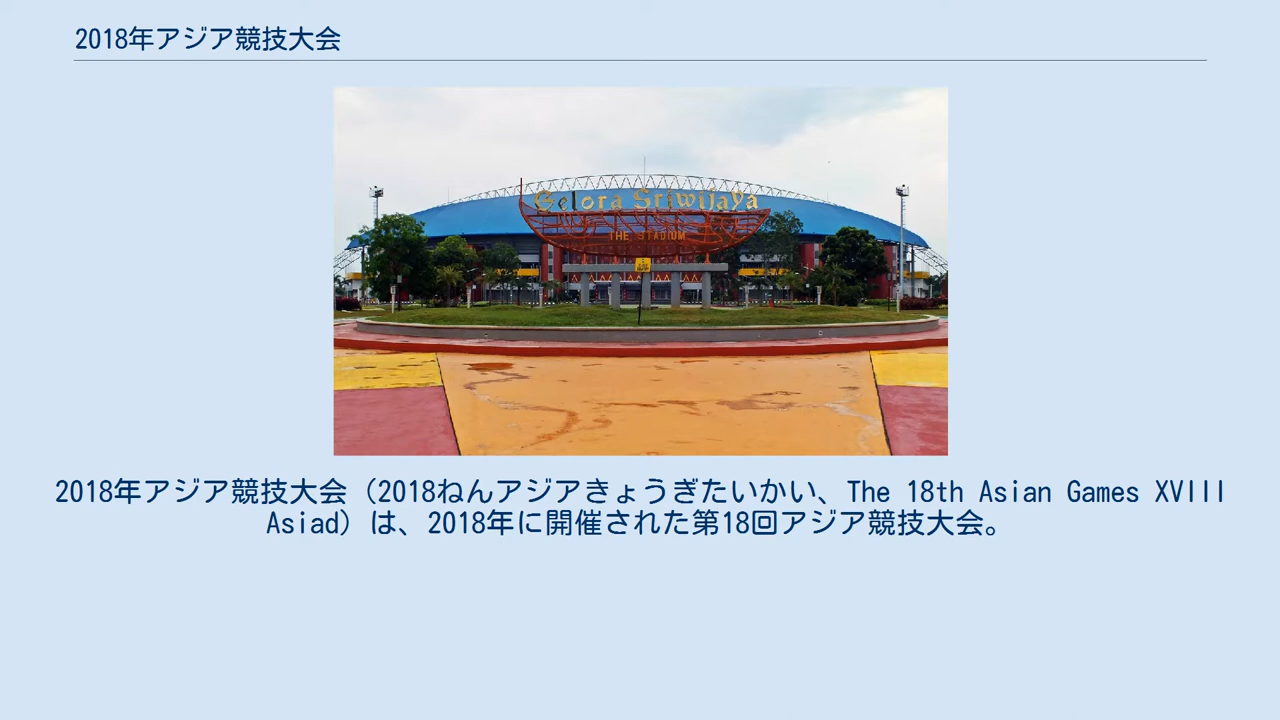 2018年アジア競技大会
Gelora Sriwijaya
THE STADIUM
2018年アジア競技大会（2018ねんアジアきょうぎたいかい、The 18th Asian Games XVIII
Asiad）は、2018年に開催された第18回アジア競技大会。